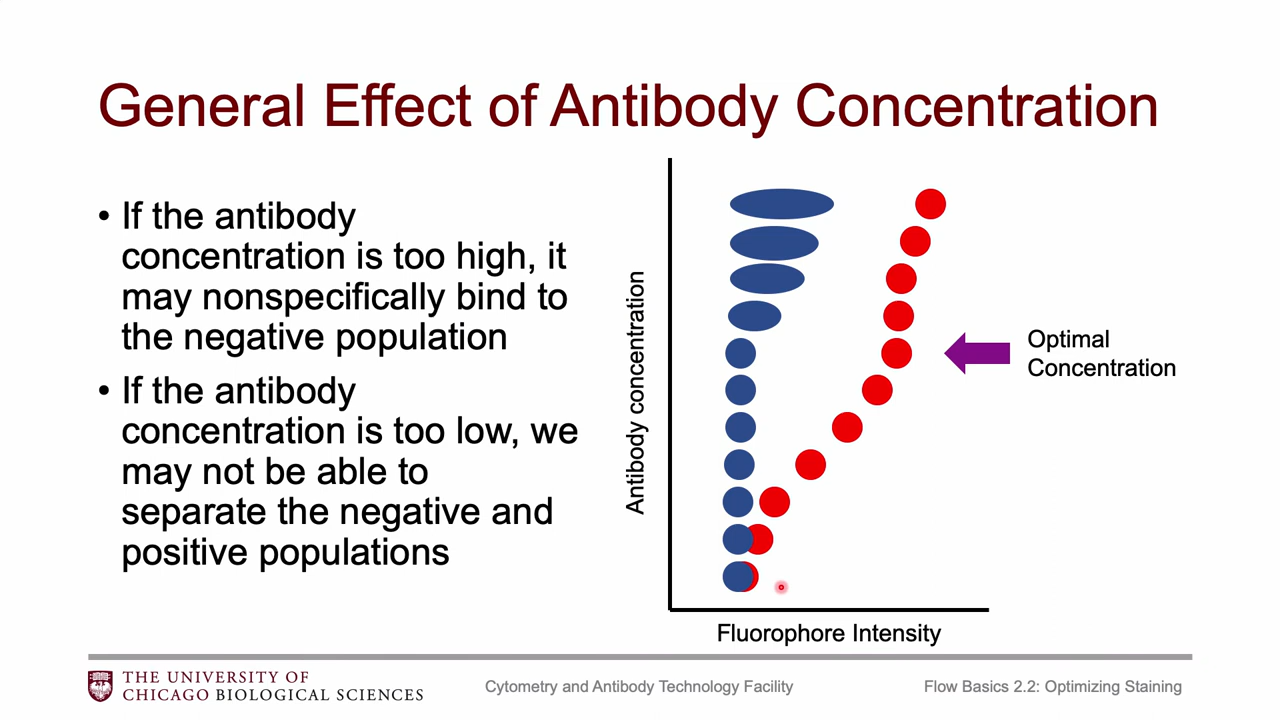 General Effect of Antibody Concentration
• If the antibody
concentration is too high, it
may nonspecifically bind to
the negative population
• If the antibody
concentration is too low, we
may not be able to
separate the negative and
positive populations
Antibody concentration
Optimal
Concentration
Fluorophore Intensity
THE UNIVERSITY OF
CHICAGO BIOLOGICAL SCIENCES
Cytometry and Antibody Technology Facility
Flow Basics 2.2: Optimizing Staining